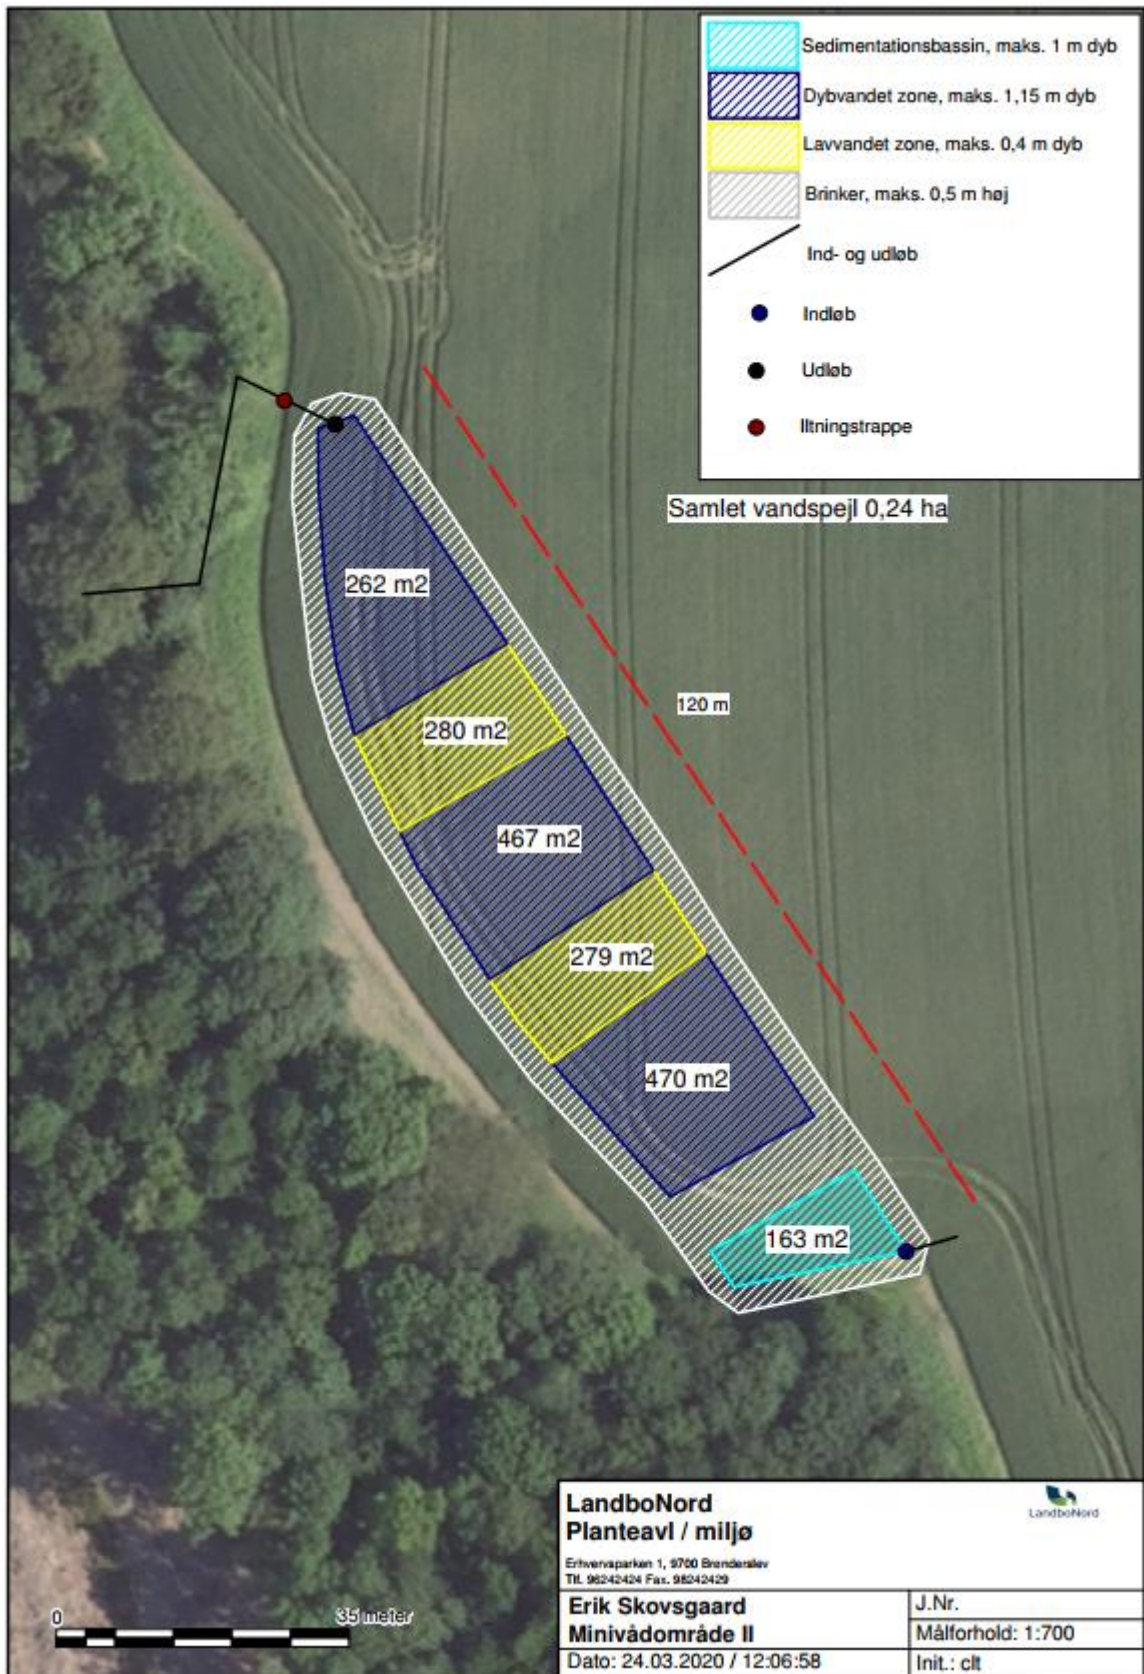 Sedimentationsbassin, maks. 1 m dyb
Dybvandet zone, maks. 1,15 m dyb
Lavvandet zone, maks. 0,4 m dyb
Brinker, maks. 0,5 m høj
Ind- og udløb
Indløb
Udløb
Iltningstrappe
Samlet vandspejl 0,24 ha
262 m2
120 m
280 m2
467 m2
279 m2
470 m2
163 m2
LandboNord
Planteavl / miljø
LandboNord
Erhvervsparken 1, 9700 Brønderslev
Tlf. 96242424 Fax. 98242429
Erik Skovsgaard
Minivådområde II
J.Nr.
Målforhold: 1:700
Dato: 24.03.2020 / 12:06:58
Init.: clt
0 35 meter